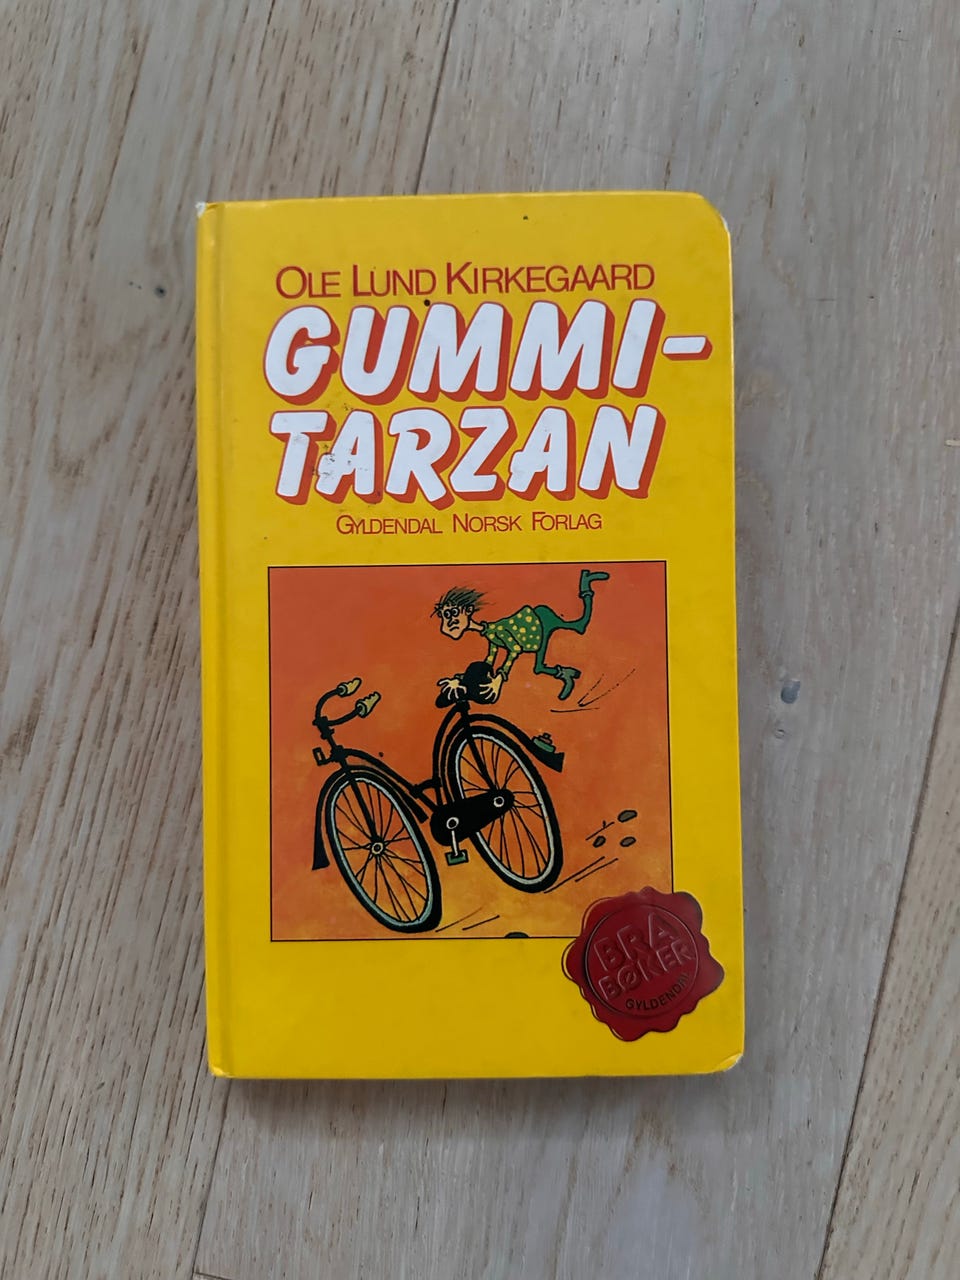 OLE LUND KIRKEGAARD
GUMMI-
TARZAN
GYLDENDAL NORSK FORLAG
BRA
BØKER
GYLDENDAL